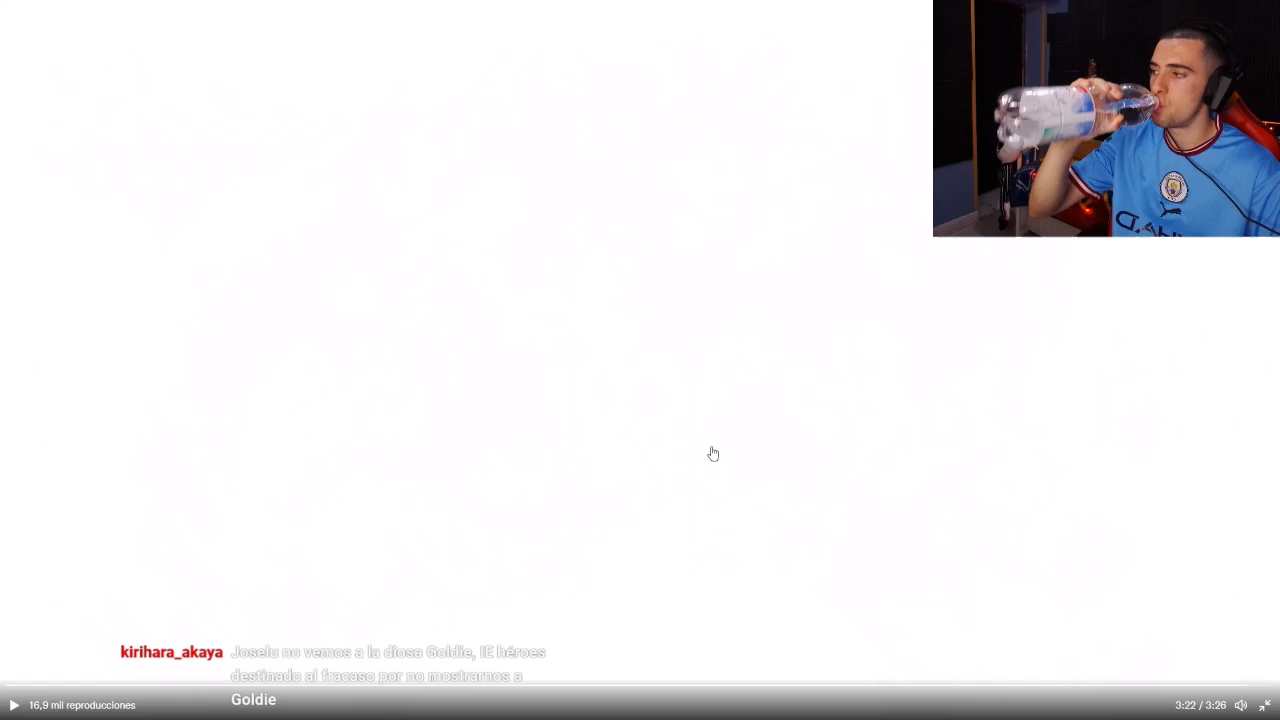 kirihara_akaya Joselu no vemos a la diosa Goldie, IE héroes
destinado al fracaso por no mostrarnos a
Goldie
16,9 mil reproducciones
3:22 / 3:26